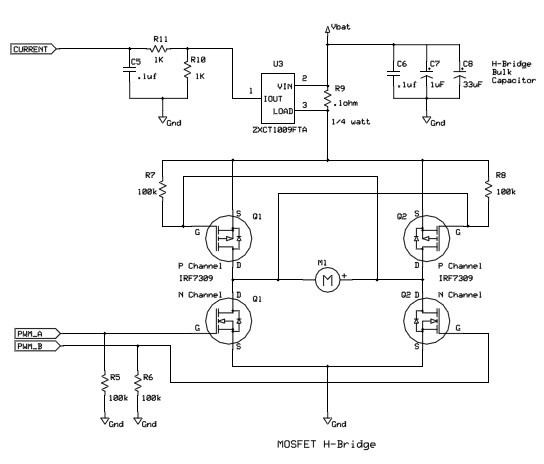 Vbat
CURRENT
R11
1K
C5
.1uf
R10
1K
Gnd
U3
1
VIN
2
IOUT
LOAD
3
ZXCT1009FTA
R9
.1ohm
1/4 watt
C6
.1uf
C7
1uF
C8
33uF
Gnd
H-Bridge
Bulk
Capacitor
R7
100k
R8
100k
S
Q1
G
D
P Channel
IRF7309
S
Q2
G
D
P Channel
IRF7309
M1
M
+
N Channel
D
Q1
G
S
Q2
D
N Channel
G
S
PWM_A
PWM_B
R5
100k
R6
100k
Gnd
Gnd
Gnd
MOSFET H-Bridge